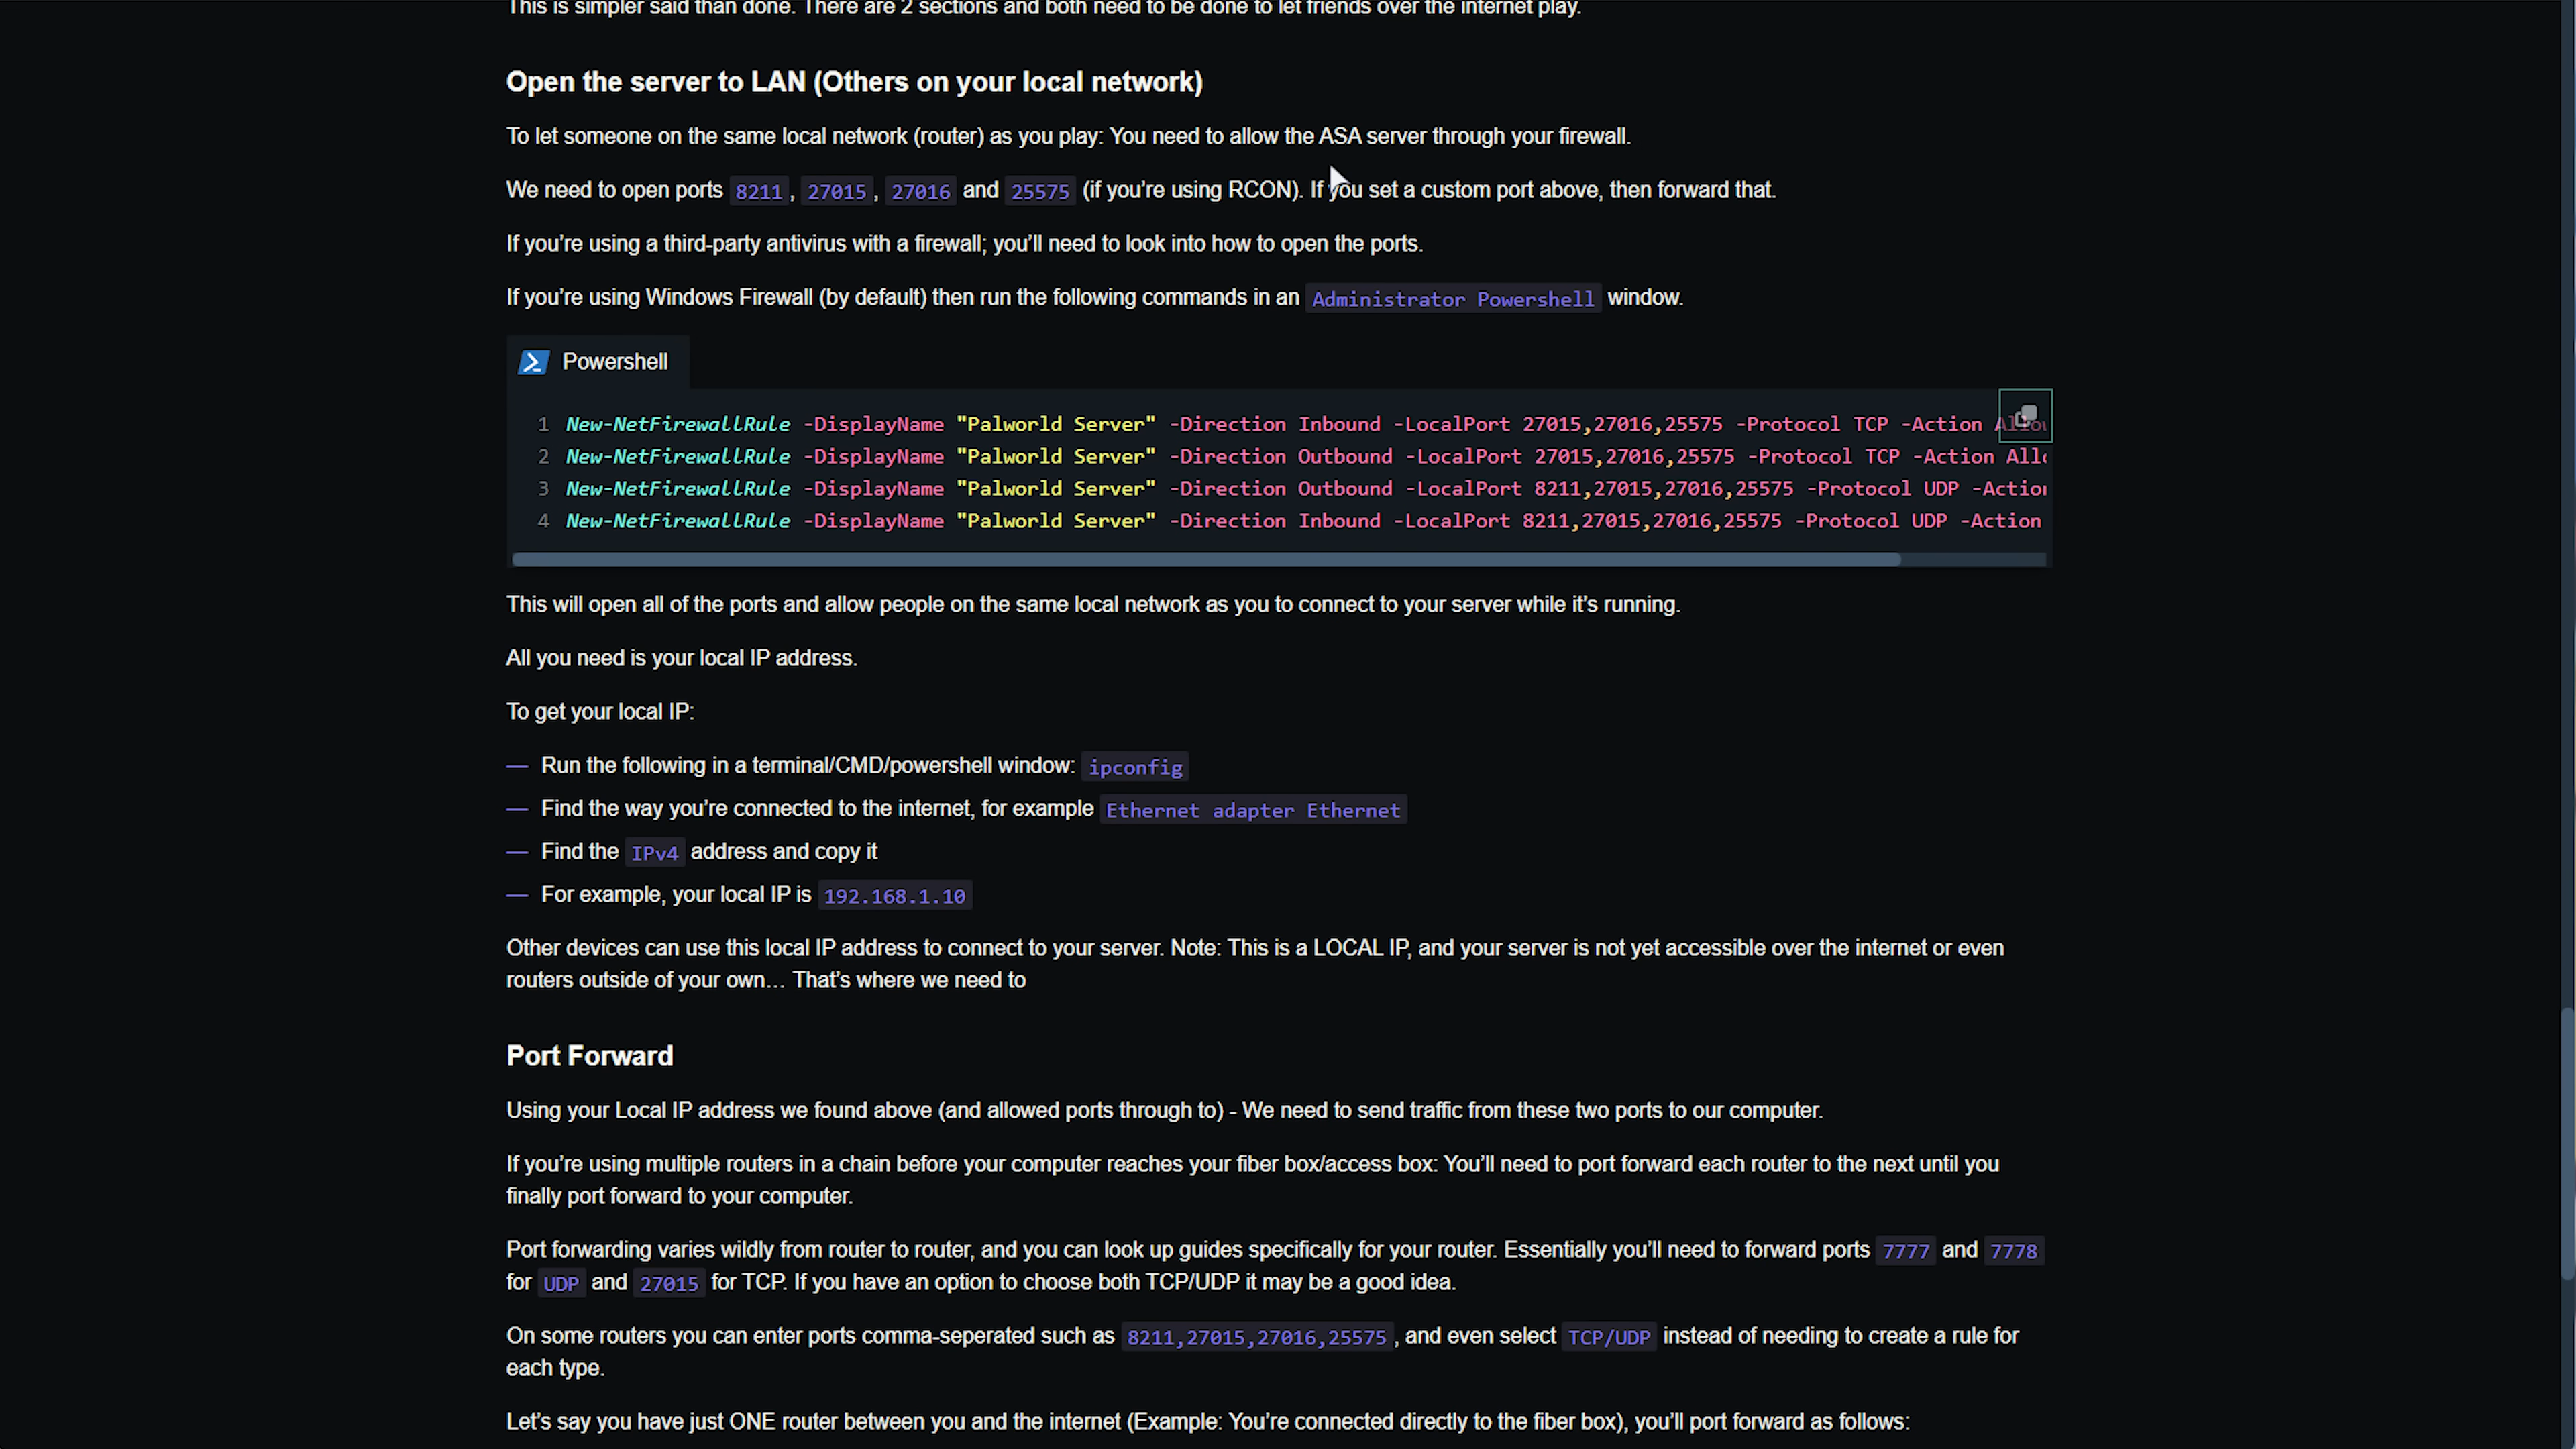 This is simpler said than done. There are 2 sections and both need to be done to let friends over the internet play.
Open the server to LAN (Others on your local network)
To let someone on the same local network (router) as you play: You need to allow the ASA server through your firewall.
We need to open ports 8211, 27015, 27016 and 25575 (if you’re using RCON). If you set a custom port above, then forward that.
If you’re using a third-party antivirus with a firewall; you’ll need to look into how to open the ports.
If you’re using Windows Firewall (by default) then run the following commands in an Administrator Powershell window.
Powershell
1 New-NetFirewallRule -DisplayName "Palworld Server" -Direction Inbound -LocalPort 27015,27016,25575 -Protocol TCP -Action Allow
2 New-NetFirewallRule -DisplayName "Palworld Server" -Direction Outbound -LocalPort 27015,27016,25575 -Protocol TCP -Action All
3 New-NetFirewallRule -DisplayName "Palworld Server" -Direction Outbound -LocalPort 8211,27015,27016,25575 -Protocol UDP -Action
4 New-NetFirewallRule -DisplayName "Palworld Server" -Direction Inbound -LocalPort 8211,27015,27016,25575 -Protocol UDP -Action
This will open all of the ports and allow people on the same local network as you to connect to your server while it’s running.
All you need is your local IP address.
To get your local IP:
— Run the following in a terminal/CMD/powershell window: ipconfig
— Find the way you’re connected to the internet, for example Ethernet adapter Ethernet
— Find the IPv4 address and copy it
— For example, your local IP is 192.168.1.10
Other devices can use this local IP address to connect to your server. Note: This is a LOCAL IP, and your server is not yet accessible over the internet or even
routers outside of your own… That’s where we need to
Port Forward
Using your Local IP address we found above (and allowed ports through to) - We need to send traffic from these two ports to our computer.
If you’re using multiple routers in a chain before your computer reaches your fiber box/access box: You’ll need to port forward each router to the next until you
finally port forward to your computer.
Port forwarding varies wildly from router to router, and you can look up guides specifically for your router. Essentially you’ll need to forward ports 7777 and 7778
for UDP and 27015 for TCP. If you have an option to choose both TCP/UDP it may be a good idea.
On some routers you can enter ports comma-seperated such as 8211,27015,27016,25575, and even select TCP/UDP instead of needing to create a rule for
each type.
Let’s say you have just ONE router between you and the internet (Example: You’re connected directly to the fiber box), you’ll port forward as follows: